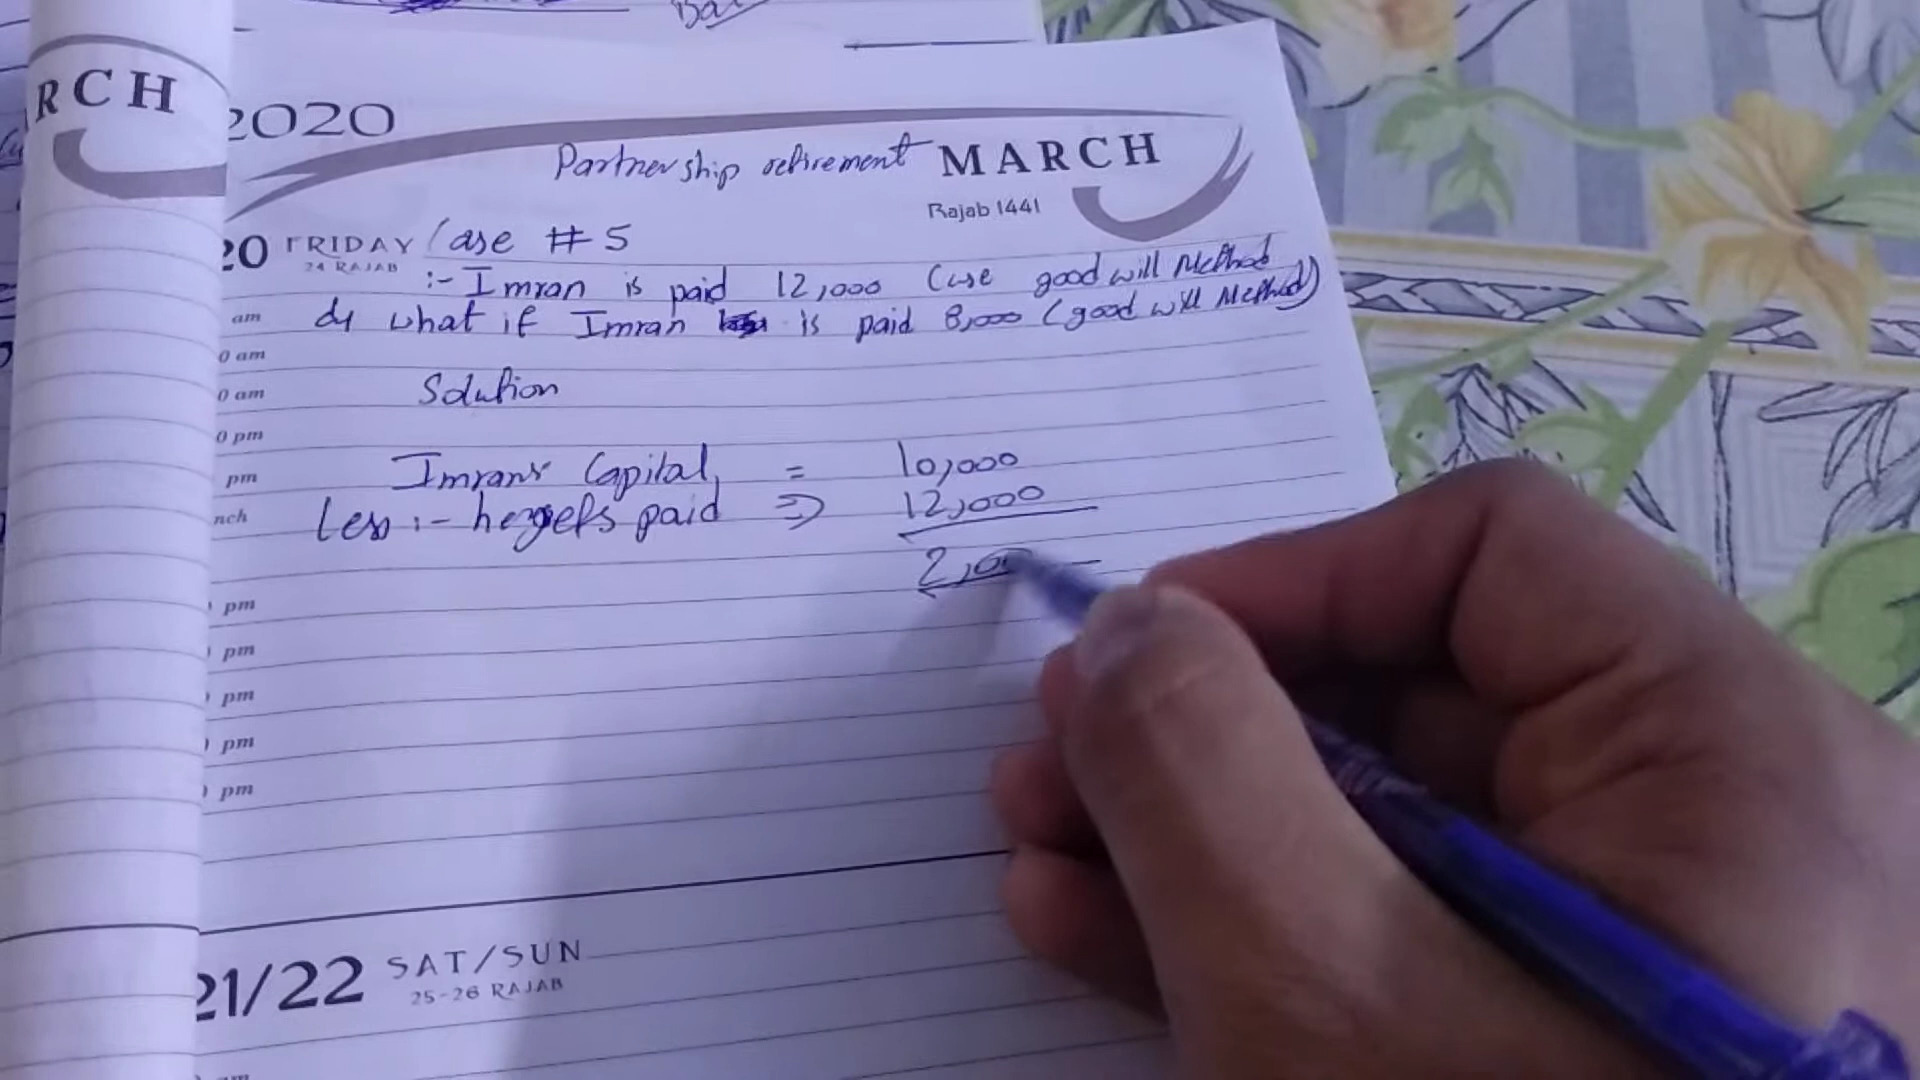 RCH
2020
Partnership retirement MARCH
Rajab 1441
20 FRIDAY Case # 5
24 RAJAB
:- Imran is paid 12,000 (use good will Method
am what if Imran is paid 8,000 (good will Method)
0 am
0 am Solution
0 pm
pm Imran's Capital = 10,000
nch Less :- he gets paid => 12,000
2,00
pm
pm
pm
pm
pm
21/22 SAT/SUN
25-26 RAJAB